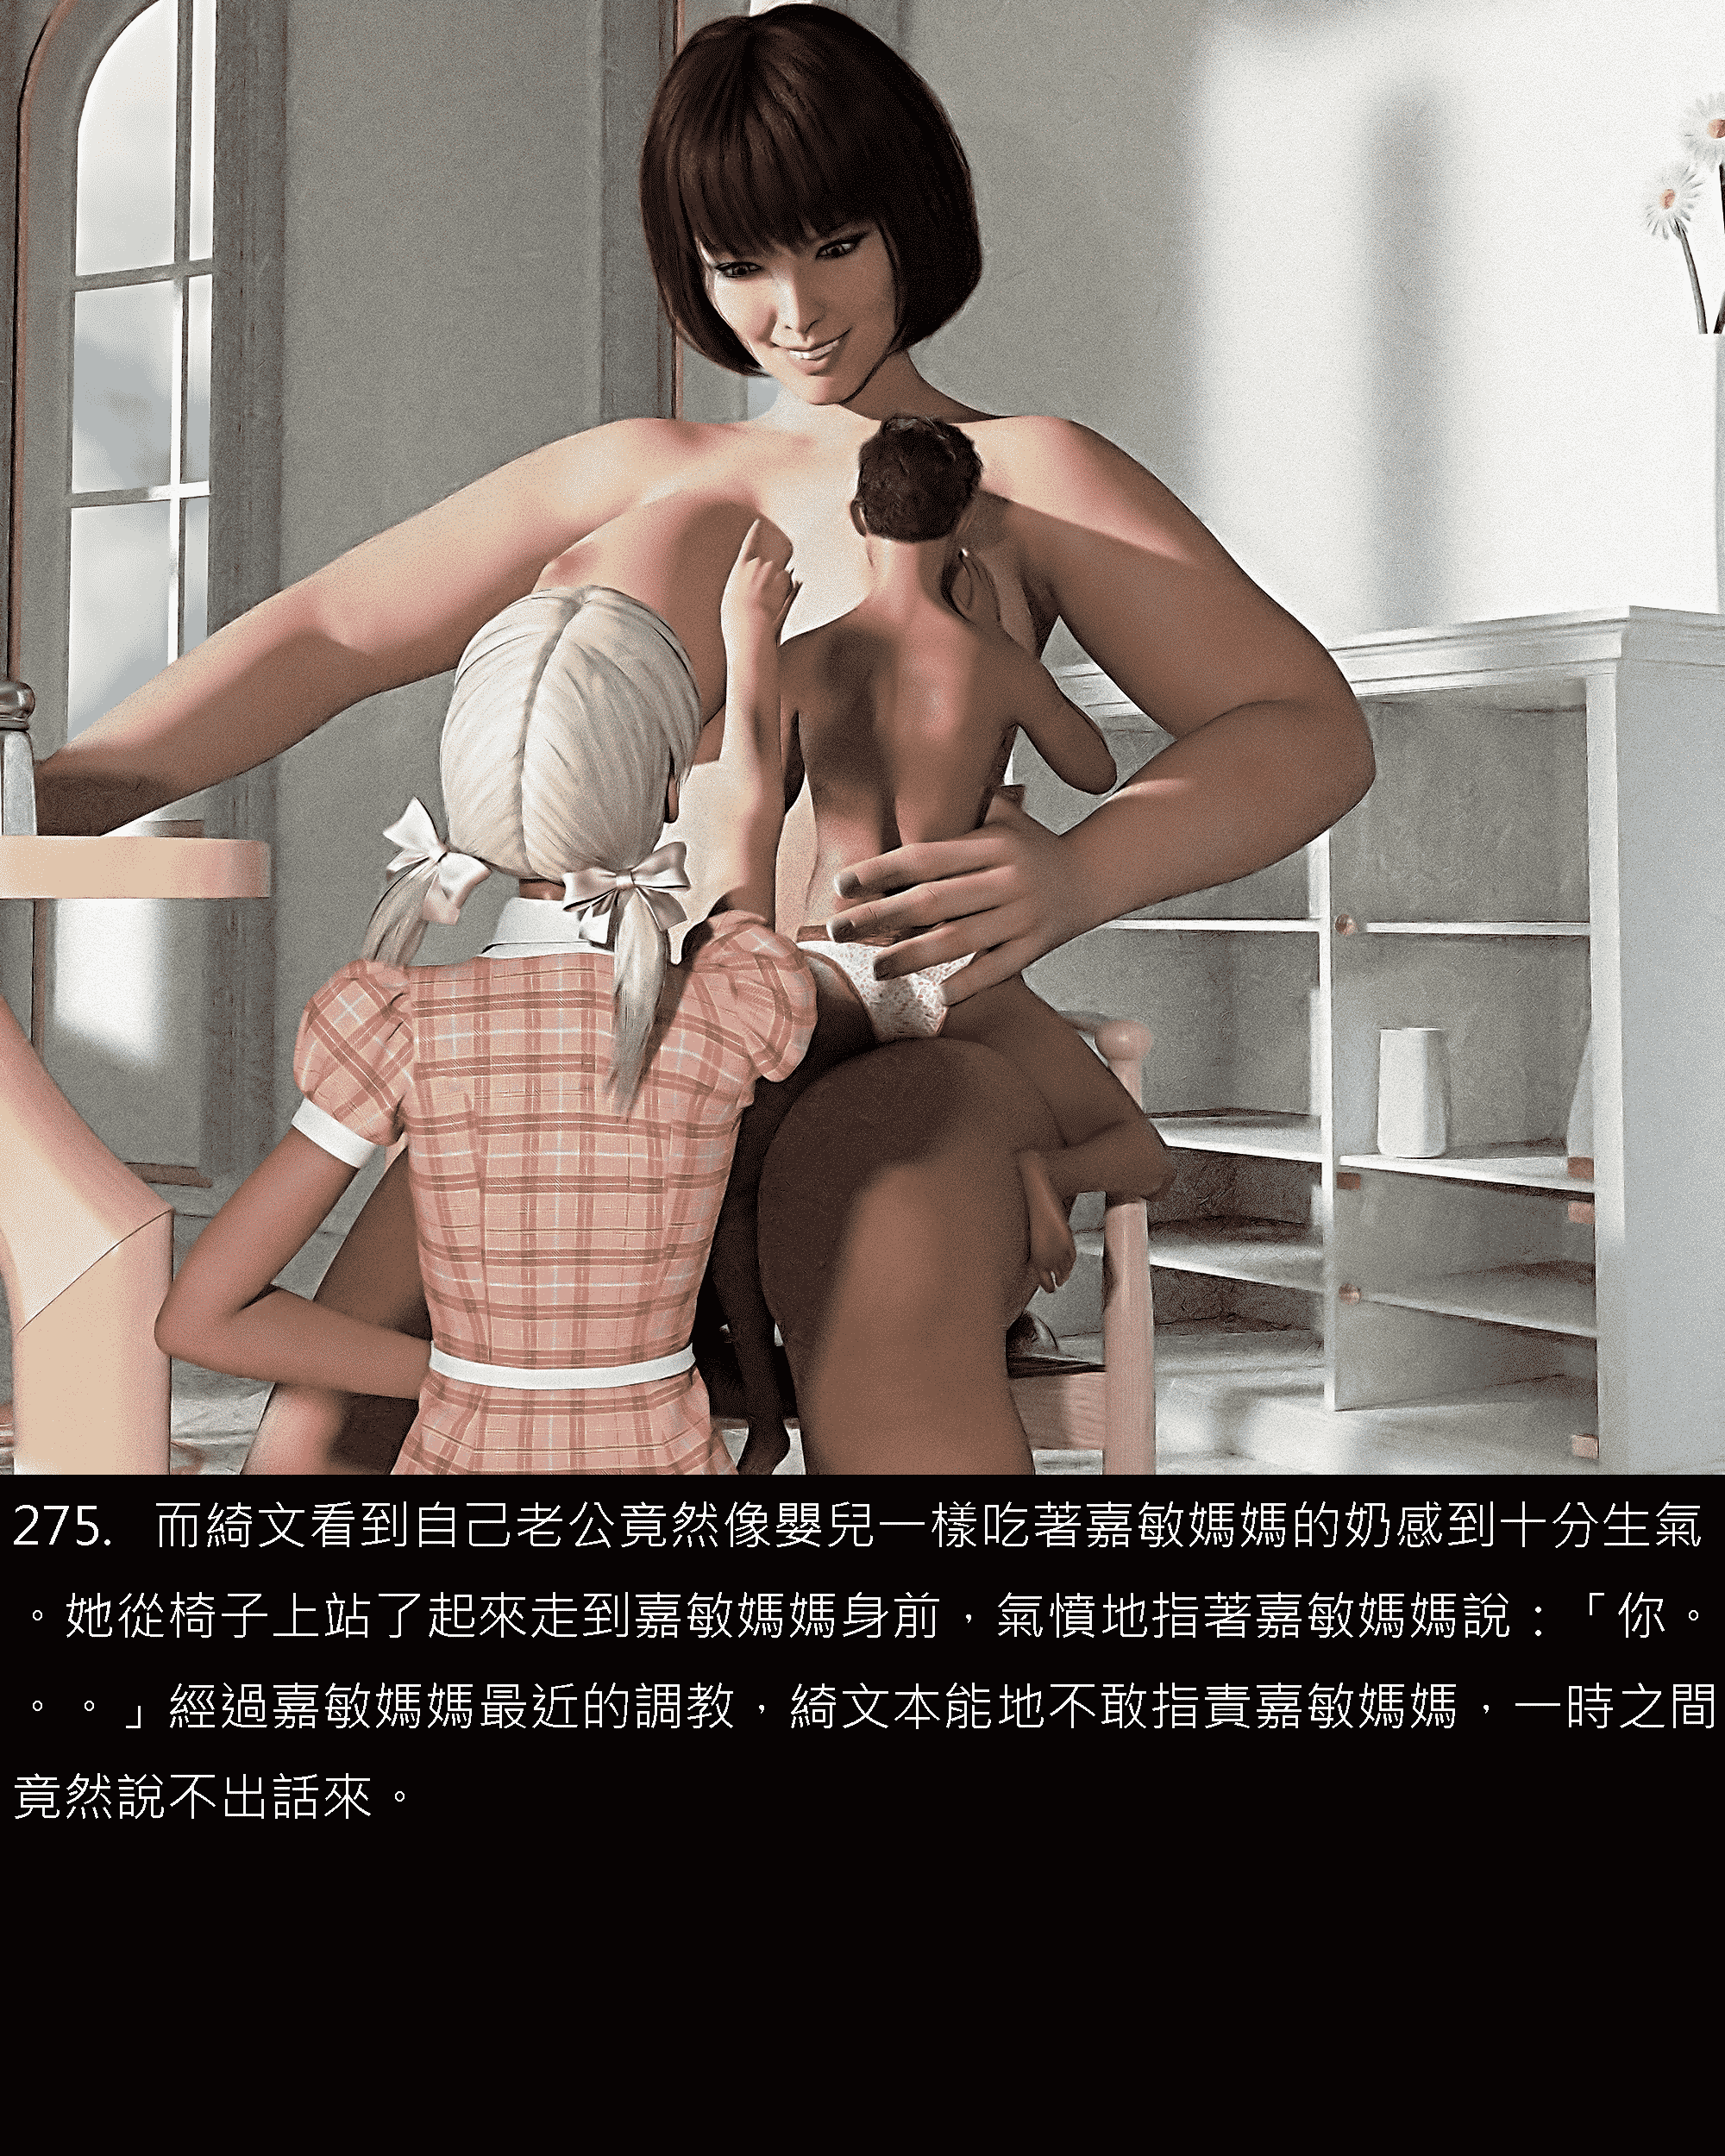 275. 而綺文看到自己老公竟然像嬰兒一樣吃著嘉敏媽媽的奶感到十分生氣
。她從椅子上站了起來走到嘉敏媽媽身前，氣憤地指著嘉敏媽媽說：「你。
。。」經過嘉敏媽媽最近的調教，綺文本能地不敢指責嘉敏媽媽，一時之間
竟然說不出話來。